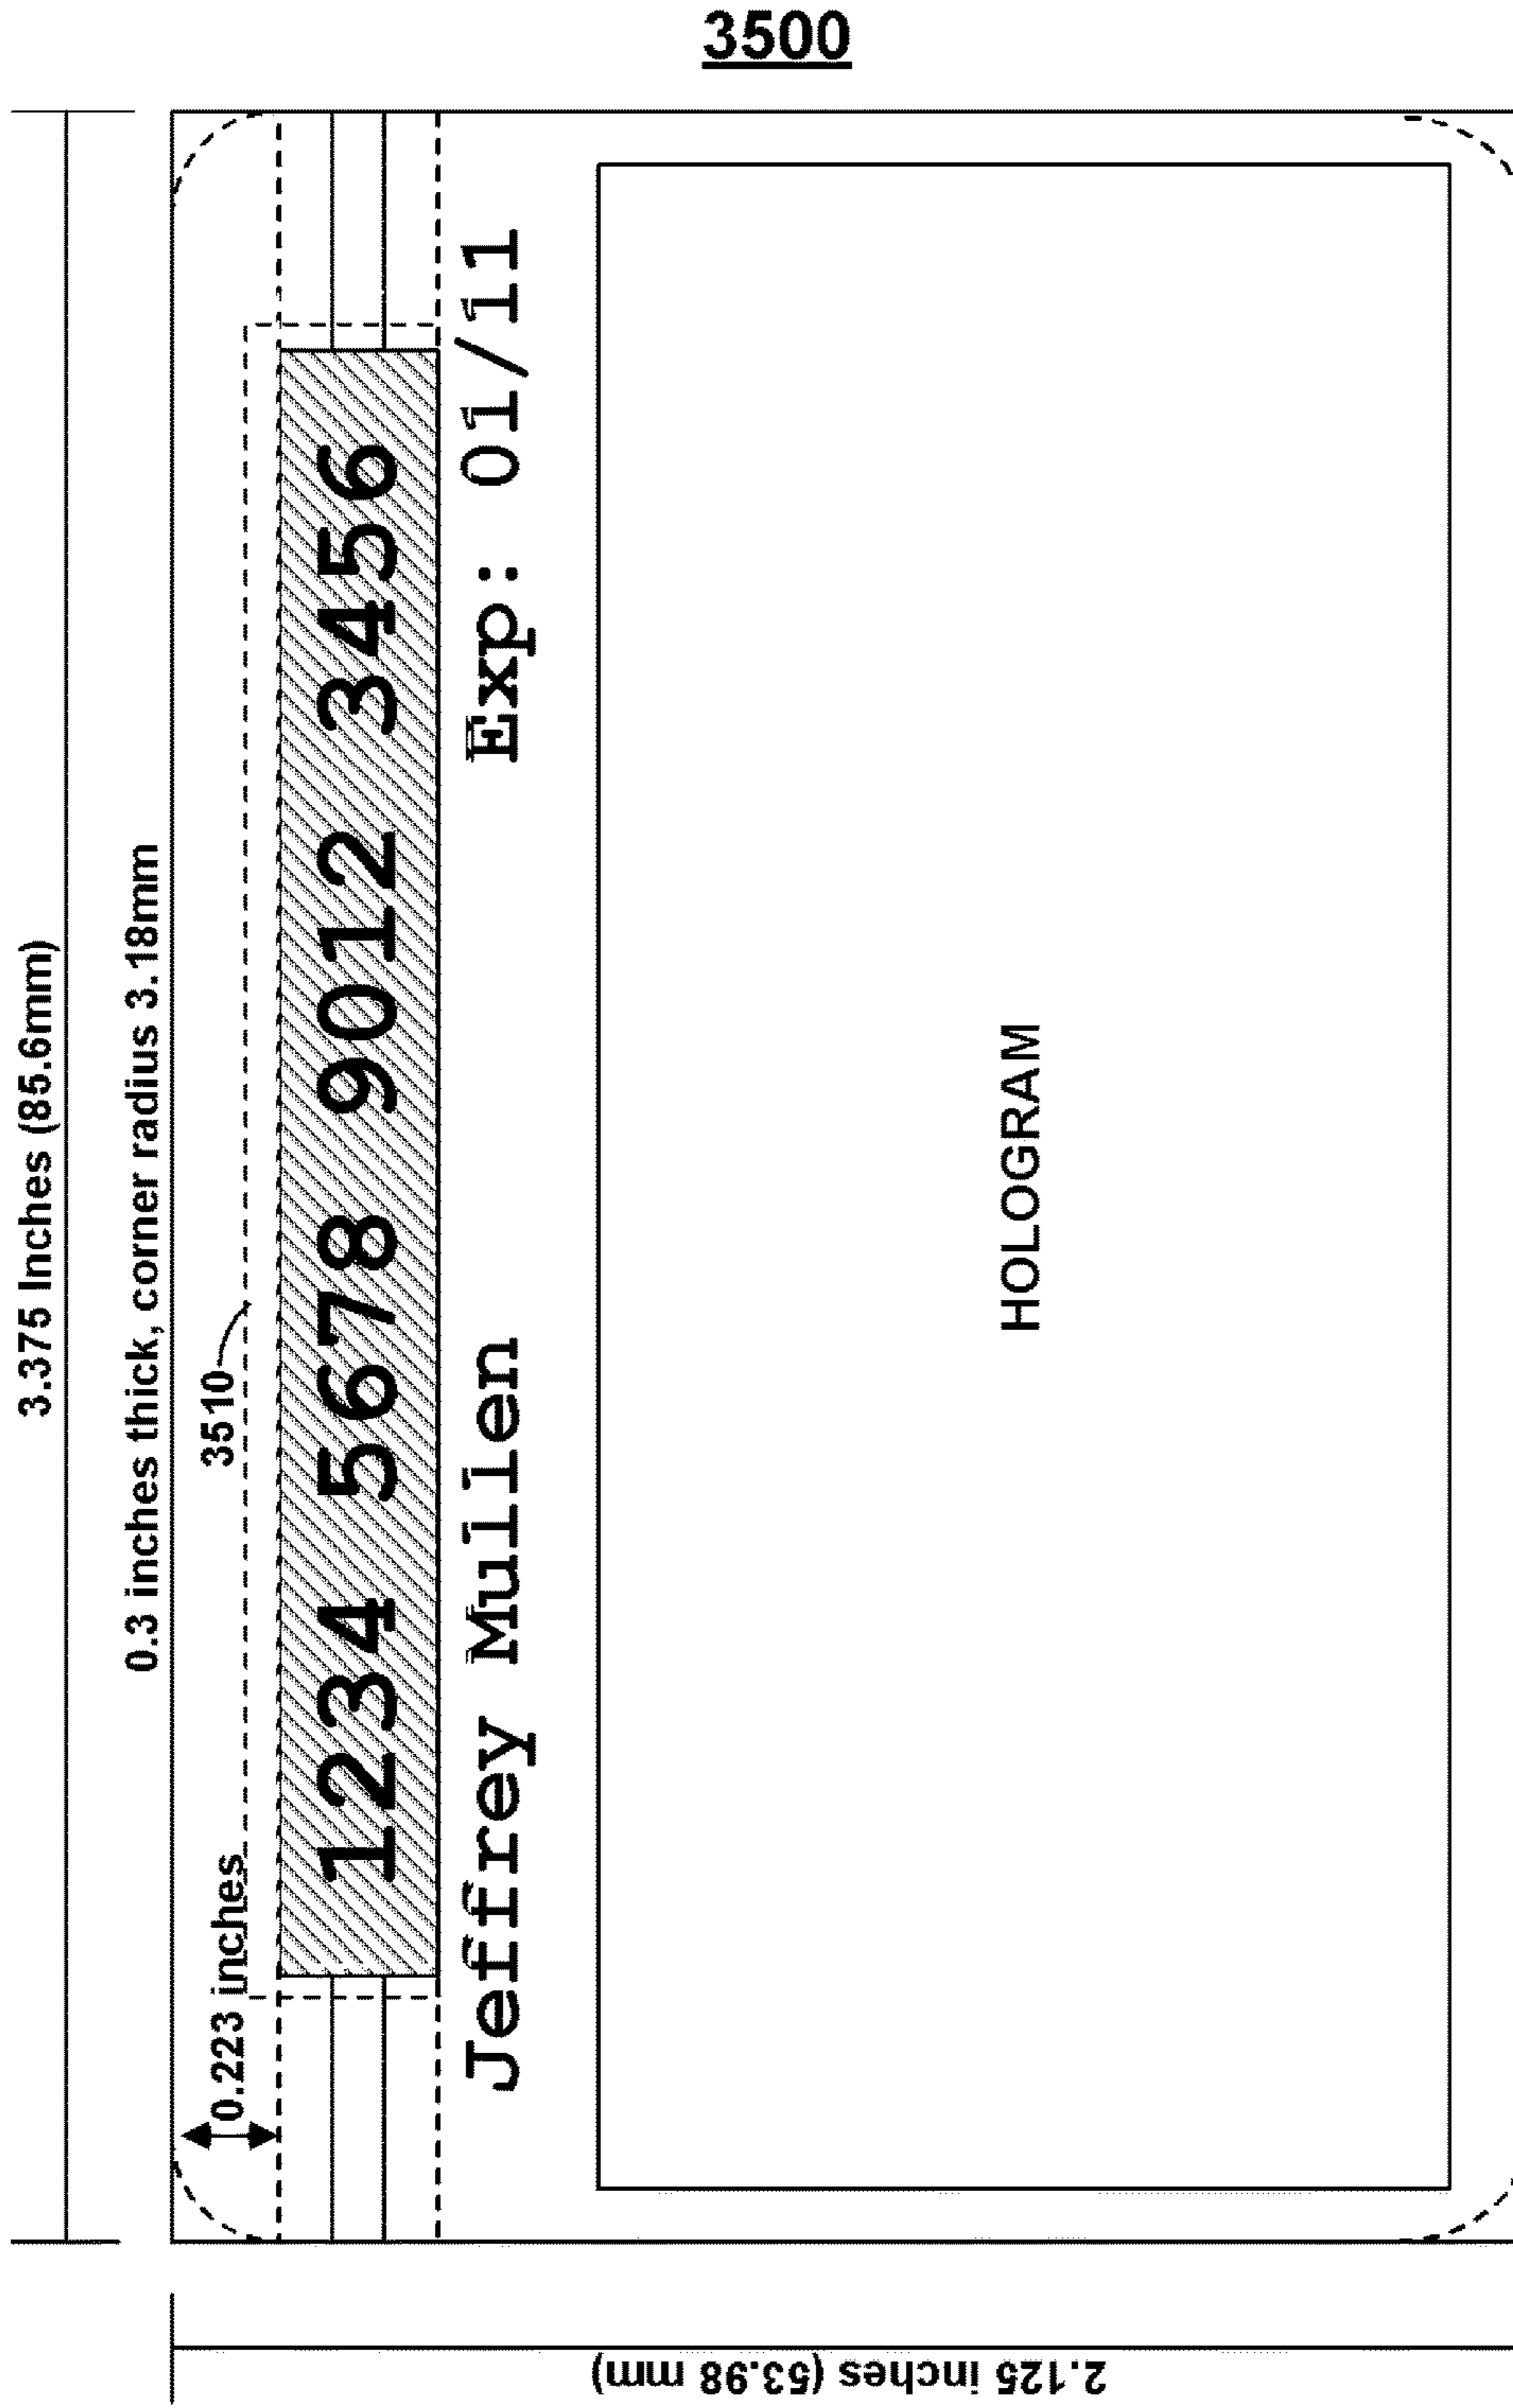 3500
3.375 Inches (85.6mm)
0.3 inches thick, corner radius 3.18mm
3510
0.223 inches
1234 5678 9012 3456
Jeffrey Mullen Exp: 01/11
HOLOGRAM
2.125 inches (53.98 mm)